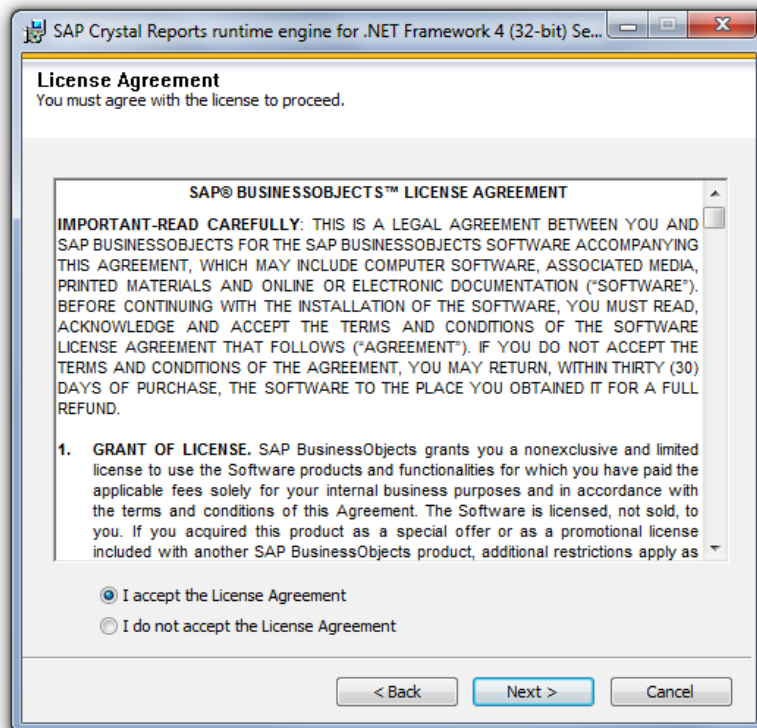 SAP Crystal Reports runtime engine for .NET Framework 4 (32-bit) Se...
License Agreement
You must agree with the license to proceed.
SAP® BUSINESSOBJECTS™ LICENSE AGREEMENT
IMPORTANT-READ CAREFULLY: THIS IS A LEGAL AGREEMENT BETWEEN YOU AND
SAP BUSINESSOBJECTS FOR THE SAP BUSINESSOBJECTS SOFTWARE ACCOMPANYING
THIS AGREEMENT, WHICH MAY INCLUDE COMPUTER SOFTWARE, ASSOCIATED MEDIA,
PRINTED MATERIALS AND ONLINE OR ELECTRONIC DOCUMENTATION (“SOFTWARE”).
BEFORE CONTINUING WITH THE INSTALLATION OF THE SOFTWARE, YOU MUST READ,
ACKNOWLEDGE AND ACCEPT THE TERMS AND CONDITIONS OF THE SOFTWARE
LICENSE AGREEMENT THAT FOLLOWS (“AGREEMENT”). IF YOU DO NOT ACCEPT THE
TERMS AND CONDITIONS OF THE AGREEMENT, YOU MAY RETURN, WITHIN THIRTY (30)
DAYS OF PURCHASE, THE SOFTWARE TO THE PLACE YOU OBTAINED IT FOR A FULL
REFUND.
1. GRANT OF LICENSE. SAP BusinessObjects grants you a nonexclusive and limited
license to use the Software products and functionalities for which you have paid the
applicable fees solely for your internal business purposes and in accordance with
the terms and conditions of this Agreement. The Software is licensed, not sold, to
you. If you acquired this product as a special offer or as a promotional license
included with another SAP BusinessObjects product, additional restrictions apply as
I accept the License Agreement
I do not accept the License Agreement
< Back
Next >
Cancel